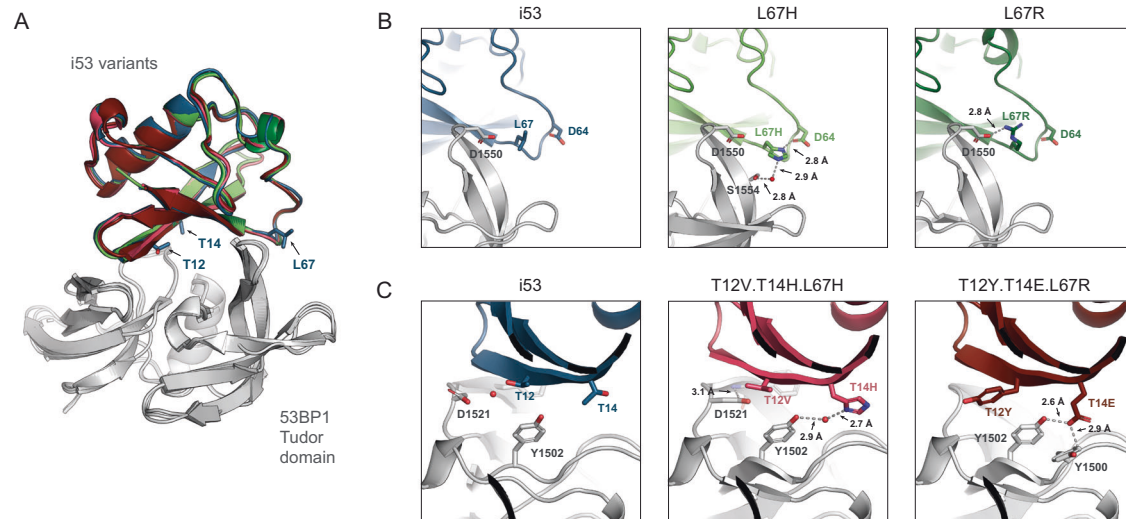 A
i53 variants
T14
T12
L67
53BP1
Tudor
domain
B
i53
L67
D64
D1550
L67H
L67H
D64
D1550
2.8 Å
2.9 Å
S1554
2.8 Å
L67R
2.8 Å
L67R
D64
D1550
C
i53
T12
T14
D1521
Y1502
T12V.T14H.L67H
3.1 Å
D1521
T12V
T14H
2.9 Å
2.7 Å
Y1502
T12Y.T14E.L67R
T12Y
2.6 Å
T14E
2.9 Å
Y1502
Y1500